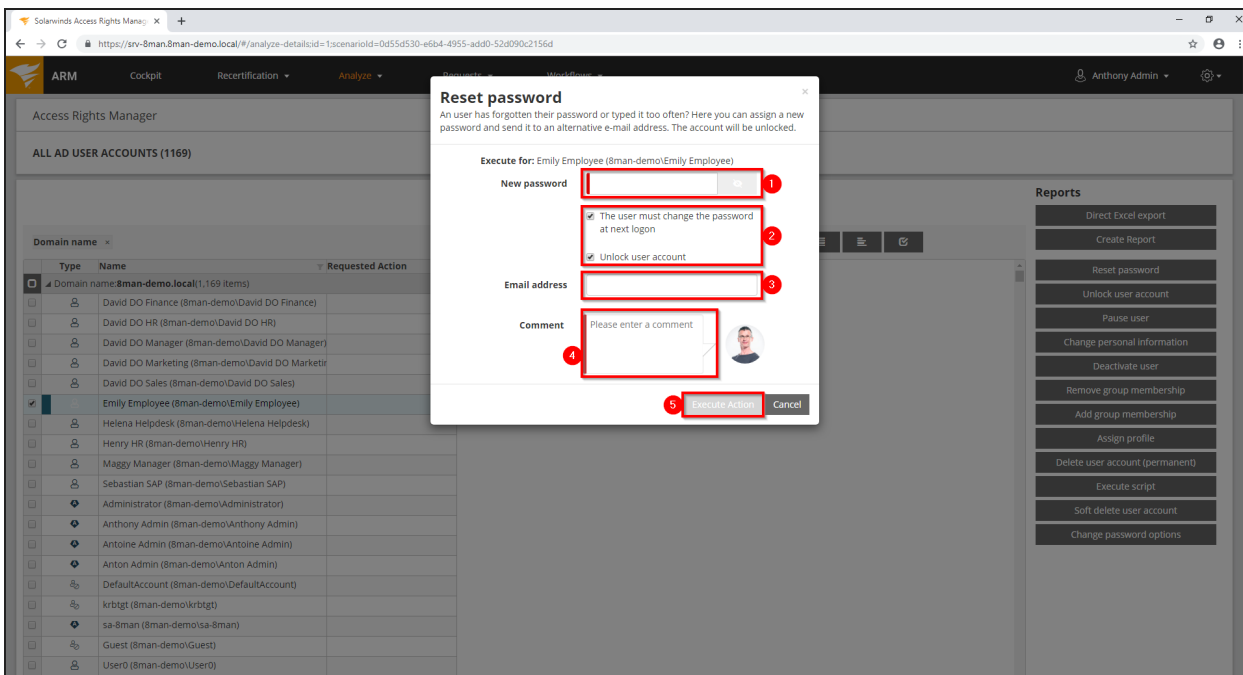 Solarwinds Access Rights Manag
https://srv-8man.8man-demo.local/#/analyze-details;id=1;scenarioId=0d55d530-e6b4-4955-add0-52d090c2156d
ARM Cockpit Recertification Analyze Requests Workflows Anthony Admin
Access Rights Manager
ALL AD USER ACCOUNTS (1169)
Reset password
An user has forgotten their password or typed it too often? Here you can assign a new
password and send it to an alternative e-mail address. The account will be unlocked.
Execute for: Emily Employee (8man-demo\Emily Employee)
New password
1
The user must change the password
at next logon
2
Unlock user account
Email address
3
Comment
Please enter a comment
4
5
Execute Action
Cancel
Domain name
Type Name Requested Action
Domain name:8man-demo.local(1,169 items)
David DO Finance (8man-demo\David DO Finance)
David DO HR (8man-demo\David DO HR)
David DO Manager (8man-demo\David DO Manager)
David DO Marketing (8man-demo\David DO Marketin
David DO Sales (8man-demo\David DO Sales)
Emily Employee (8man-demo\Emily Employee)
Helena Helpdesk (8man-demo\Helena Helpdesk)
Henry HR (8man-demo\Henry HR)
Maggy Manager (8man-demo\Maggy Manager)
Sebastian SAP (8man-demo\Sebastian SAP)
Administrator (8man-demo\Administrator)
Anthony Admin (8man-demo\Anthony Admin)
Antoine Admin (8man-demo\Antoine Admin)
Anton Admin (8man-demo\Anton Admin)
DefaultAccount (8man-demo\DefaultAccount)
krbtgt (8man-demo\krbtgt)
sa-8man (8man-demo\sa-8man)
Guest (8man-demo\Guest)
User0 (8man-demo\User0)
Reports
Direct Excel export
Create Report
Reset password
Unlock user account
Pause user
Change personal information
Deactivate user
Remove group membership
Add group membership
Assign profile
Delete user account (permanent)
Execute script
Soft delete user account
Change password options